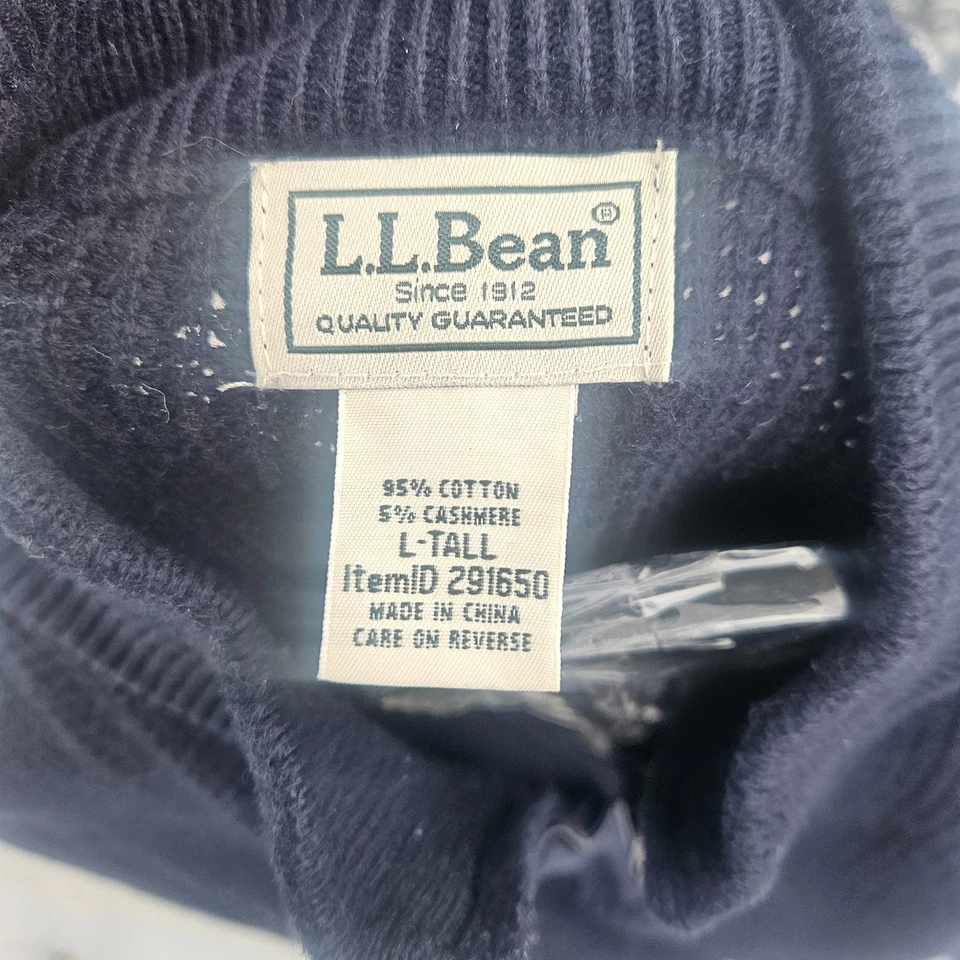 L.L.Bean®
Since 1912
QUALITY GUARANTEED
95% COTTON
5% CASHMERE
L-TALL
ItemID 291650
MADE IN CHINA
CARE ON REVERSE